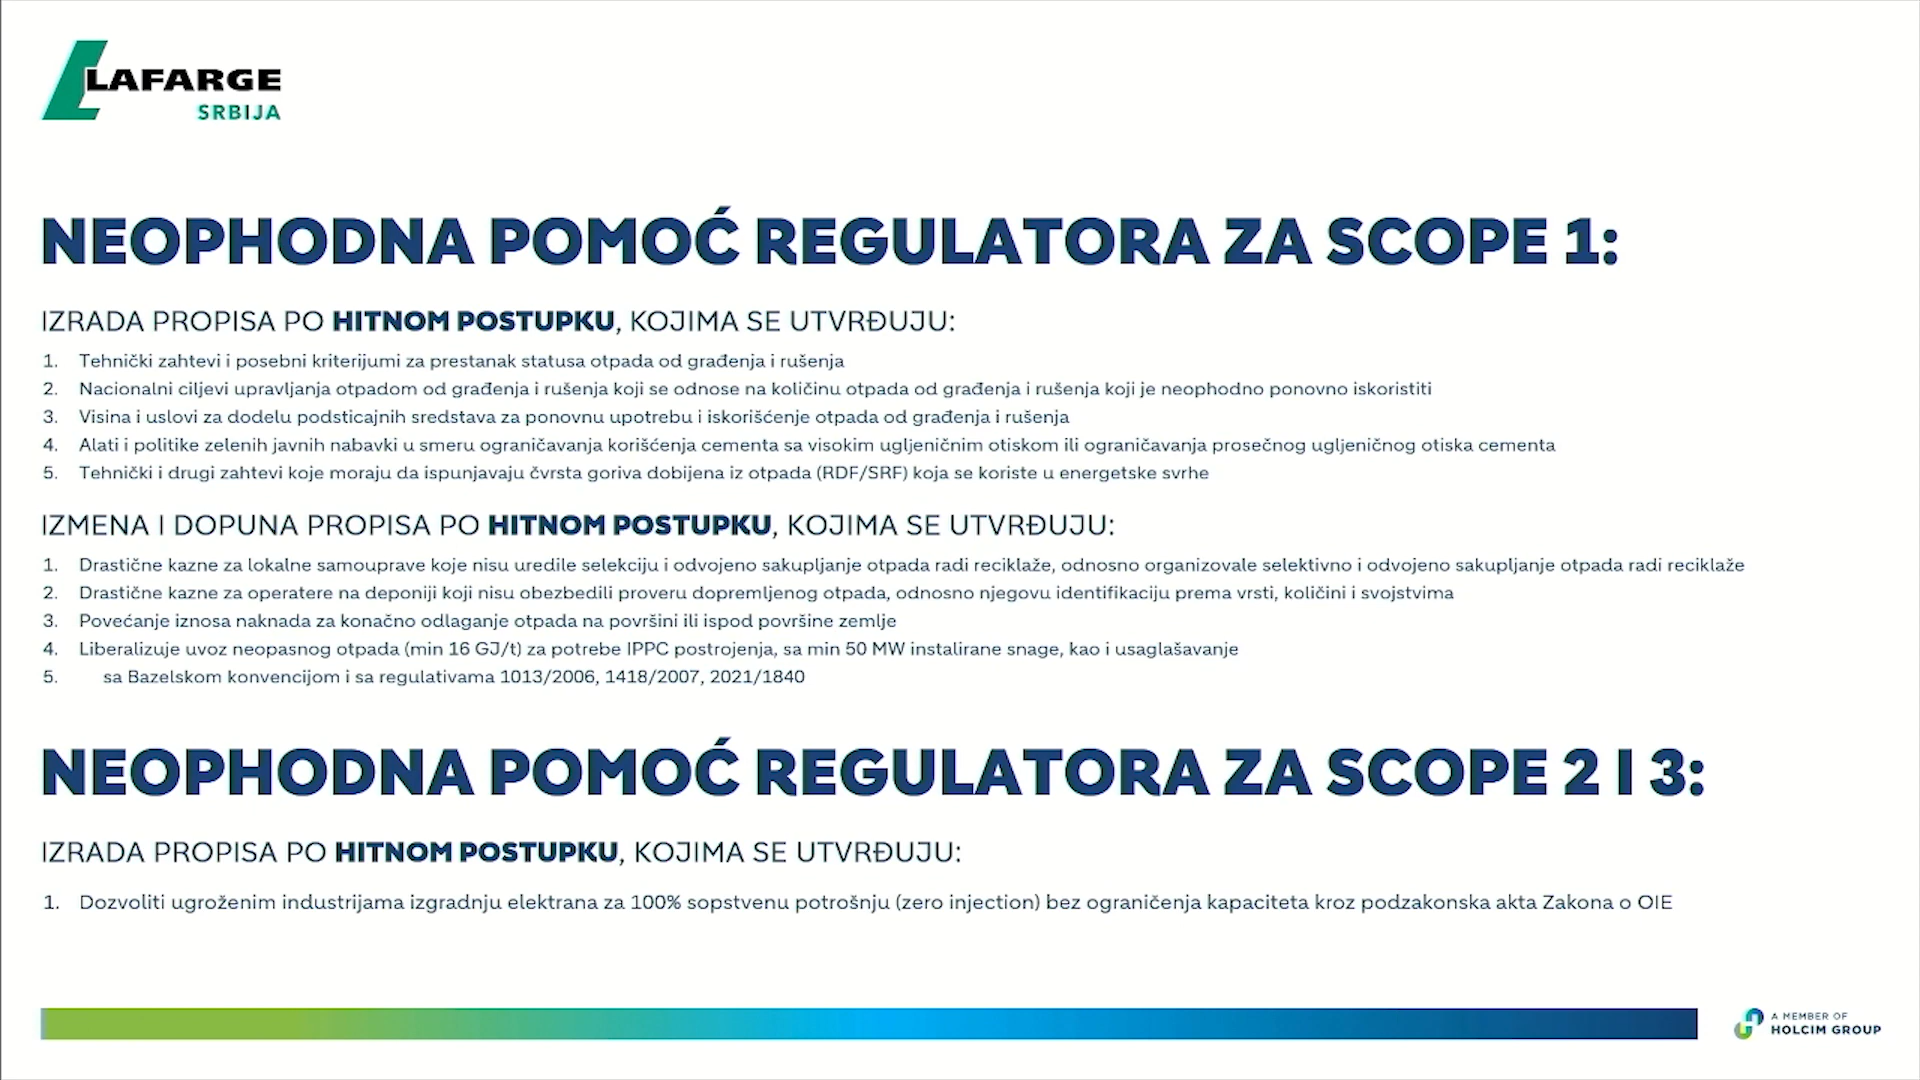 LAFARGE
SRBIJA
NEOPHODNA POMOĆ REGULATORA ZA SCOPE 1:
IZRADA PROPISA PO HITNOM POSTUPKU, KOJIMA SE UTVRĐUJU:
1. Tehnički zahtevi i posebni kriterijumi za prestanak statusa otpada od građenja i rušenja
2. Nacionalni ciljevi upravljanja otpadom od građenja i rušenja koji se odnose na količinu otpada od građenja i rušenja koji je neophodno ponovno iskoristiti
3. Visina i uslovi za dodelu podsticajnih sredstava za ponovnu upotrebu i iskorišćenje otpada od građenja i rušenja
4. Alati i politike zelenih javnih nabavki u smeru ograničavanja korišćenja cementa sa visokim ugljeničnim otiskom ili ograničavanja prosečnog ugljeničnog otiska cementa
5. Tehnički i drugi zahtevi koje moraju da ispunjavaju čvrsta goriva dobijena iz otpada (RDF/SRF) koja se koriste u energetske svrhe
IZMENA I DOPUNA PROPISA PO HITNOM POSTUPKU, KOJIMA SE UTVRĐUJU:
1. Drastične kazne za lokalne samouprave koje nisu uredile selekciju i odvojeno sakupljanje otpada radi reciklaže, odnosno organizovale selektivno i odvojeno sakupljanje otpada radi reciklaže
2. Drastične kazne za operatere na deponiji koji nisu obezbedili proveru dopremljenog otpada, odnosno njegovu identifikaciju prema vrsti, količini i svojstvima
3. Povećanje iznosa naknada za konačno odlaganje otpada na površini ili ispod površine zemlje
4. Liberalizuje uvoz neopasnog otpada (min 16 GJ/t) za potrebe IPPC postrojenja, sa min 50 MW instalirane snage, kao i usaglašavanje
5. sa Bazelskom konvencijom i sa regulativama 1013/2006, 1418/2007, 2021/1840
NEOPHODNA POMOĆ REGULATORA ZA SCOPE 2 I 3:
IZRADA PROPISA PO HITNOM POSTUPKU, KOJIMA SE UTVRĐUJU:
1. Dozvoliti ugroženim industrijama izgradnju elektrana za 100% sopstvenu potrošnju (zero injection) bez ograničenja kapaciteta kroz podzakonska akta Zakona o OIE
A MEMBER OF
HOLCIM GROUP